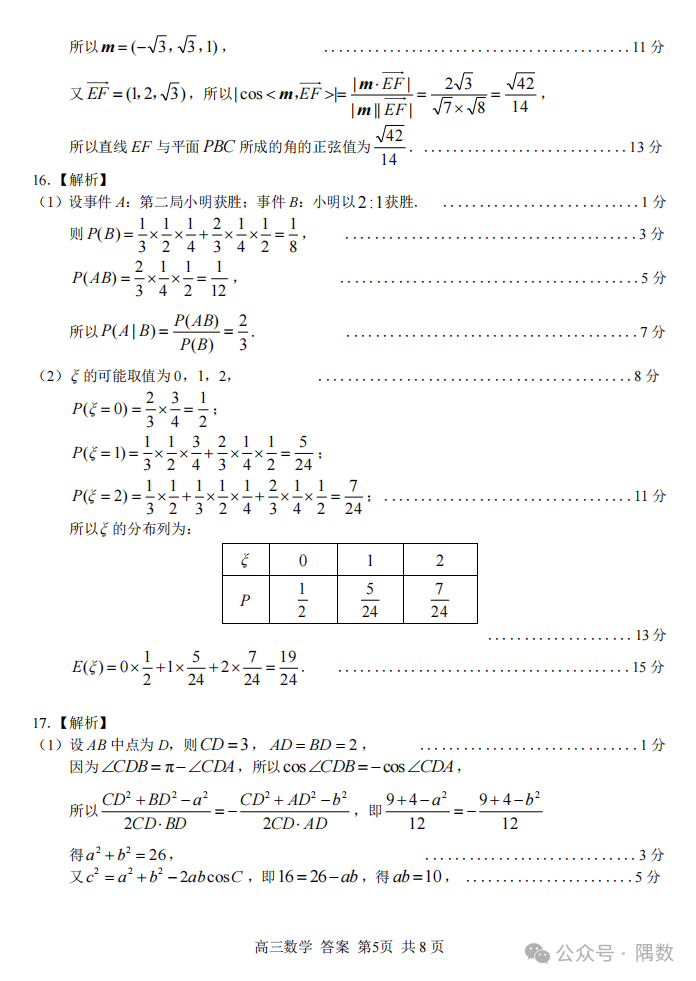 所以 m = (−√3, √3, 1)， ......................................11 分
又 EF = (1, 2, √3)，所以 |cos < m, EF >| = |m · EF| / |m||EF| = 2√3 / (√7×√8) = √42/14，
所以直线 EF 与平面 PBC 所成的角的正弦值为 √42/14． ............................13 分
16.【解析】
（1）设事件 A：第二局小明获胜；事件 B：小明以 2:1 获胜． ...........................1 分
则 P(B) = 1/3 × 1/2 × 1/4 + 2/3 × 1/4 × 1/2 = 1/8， ....................................3 分
P(AB) = 2/3 × 1/4 × 1/2 = 1/12， .....................................5 分
所以 P(A | B) = P(AB)/P(B) = 2/3． ....................................7 分
（2）ξ 的可能取值为 0，1，2， .......................................8 分
P(ξ = 0) = 2/3 × 3/4 = 1/2；
P(ξ = 1) = 1/3 × 1/2 × 3/4 + 2/3 × 1/4 × 1/2 = 5/24；
P(ξ = 2) = 1/3 × 1/2 + 1/3 × 1/2 × 1/4 + 2/3 × 1/4 × 1/2 = 7/24； ...............................11 分
所以 ξ 的分布列为：
ξ 0 1 2
P 1/2 5/24 7/24
..................13 分
E(ξ) = 0 × 1/2 + 1 × 5/24 + 2 × 7/24 = 19/24． ....................................15 分
17.【解析】
（1）设 AB 中点为 D，则 CD = 3，AD = BD = 2， ..............................1 分
因为 ∠CDB = π − ∠CDA，所以 cos∠CDB = −cos∠CDA，
所以 (CD² + BD² − a²)/(2CD · BD) = −(CD² + AD² − b²)/(2CD · AD)，即 (9 + 4 − a²)/12 = −(9 + 4 − b²)/12
得 a² + b² = 26， .............................3 分
又 c² = a² + b² − 2abcosC，即 16 = 26 − ab，得 ab = 10， .......................5 分
高三数学 答案 第5页 共 8 页
公众号 · 隅数